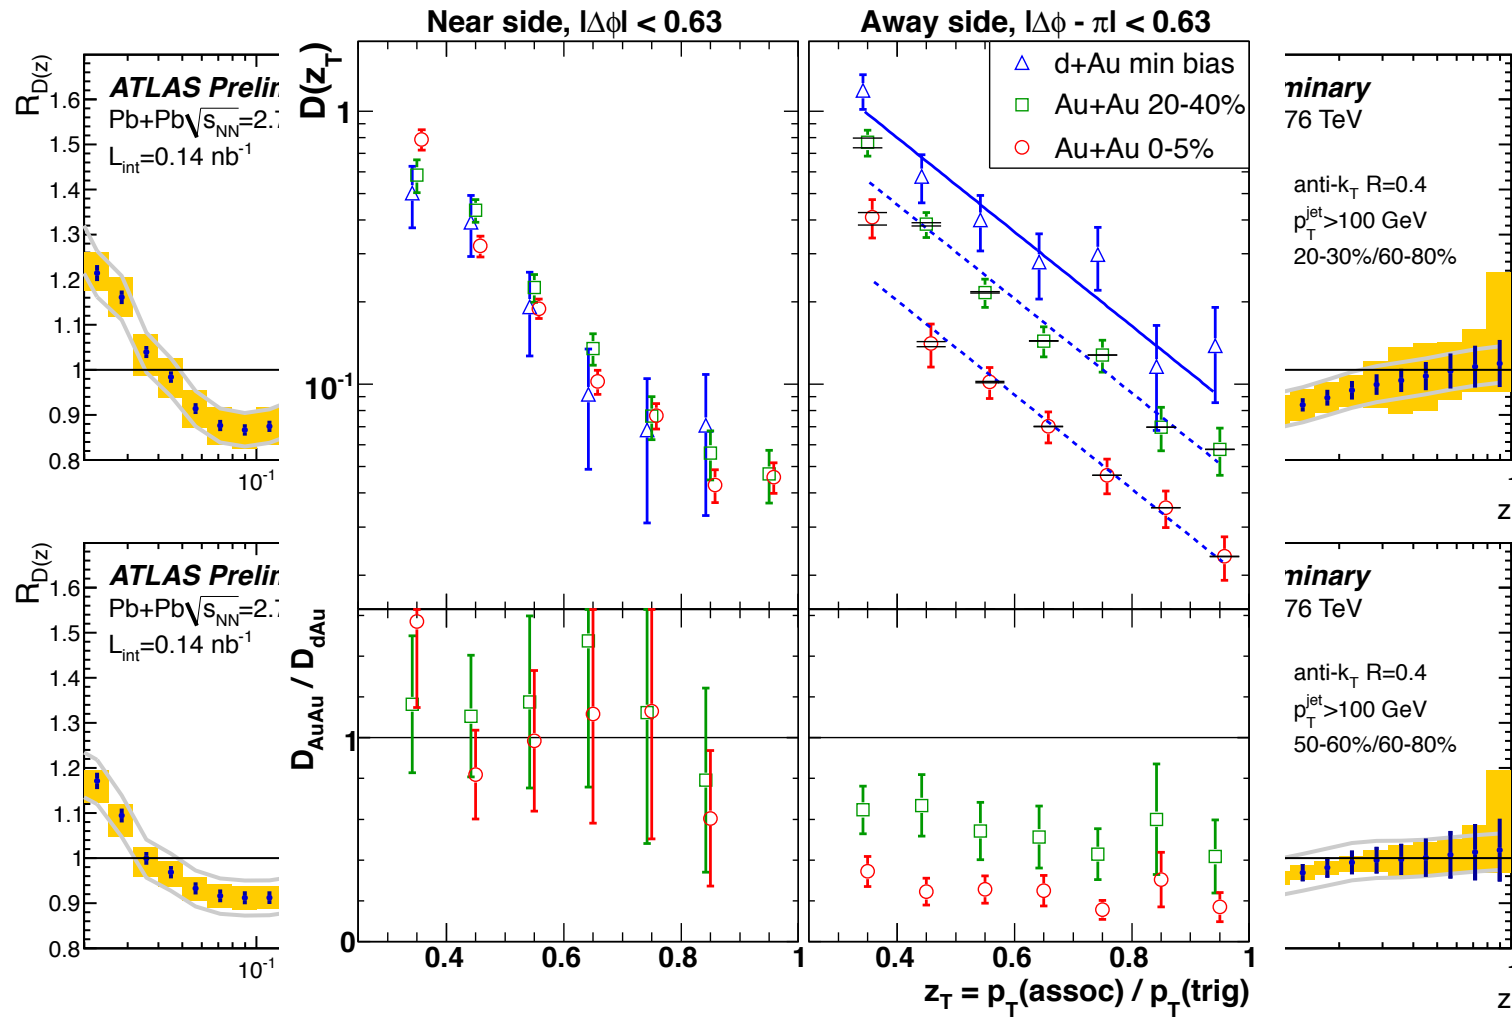 Near side, |Δϕ| < 0.63
Away side, |Δϕ - π| < 0.63
R_D(z)
1.6
1.5
1.4
1.3
1.2
1.1
1
0.9
0.8
10⁻¹
ATLAS Prelin
Pb+Pb√s_NN=2.7
L_int=0.14 nb⁻¹
D(z_T)
1
10⁻¹
d+Au min bias
Au+Au 20-40%
Au+Au 0-5%
minary
76 TeV
anti-k_T R=0.4
p_T^jet>100 GeV
20-30%/60-80%
z
R_D(z)
1.6
1.5
1.4
1.3
1.2
1.1
1
0.9
0.8
10⁻¹
ATLAS Prelin
Pb+Pb√s_NN=2.7
L_int=0.14 nb⁻¹
D_AuAu / D_dAu
1
0
0.4
0.6
0.8
0.4
0.6
0.8
1
z_T = p_T(assoc) / p_T(trig)
minary
76 TeV
anti-k_T R=0.4
p_T^jet>100 GeV
50-60%/60-80%
z